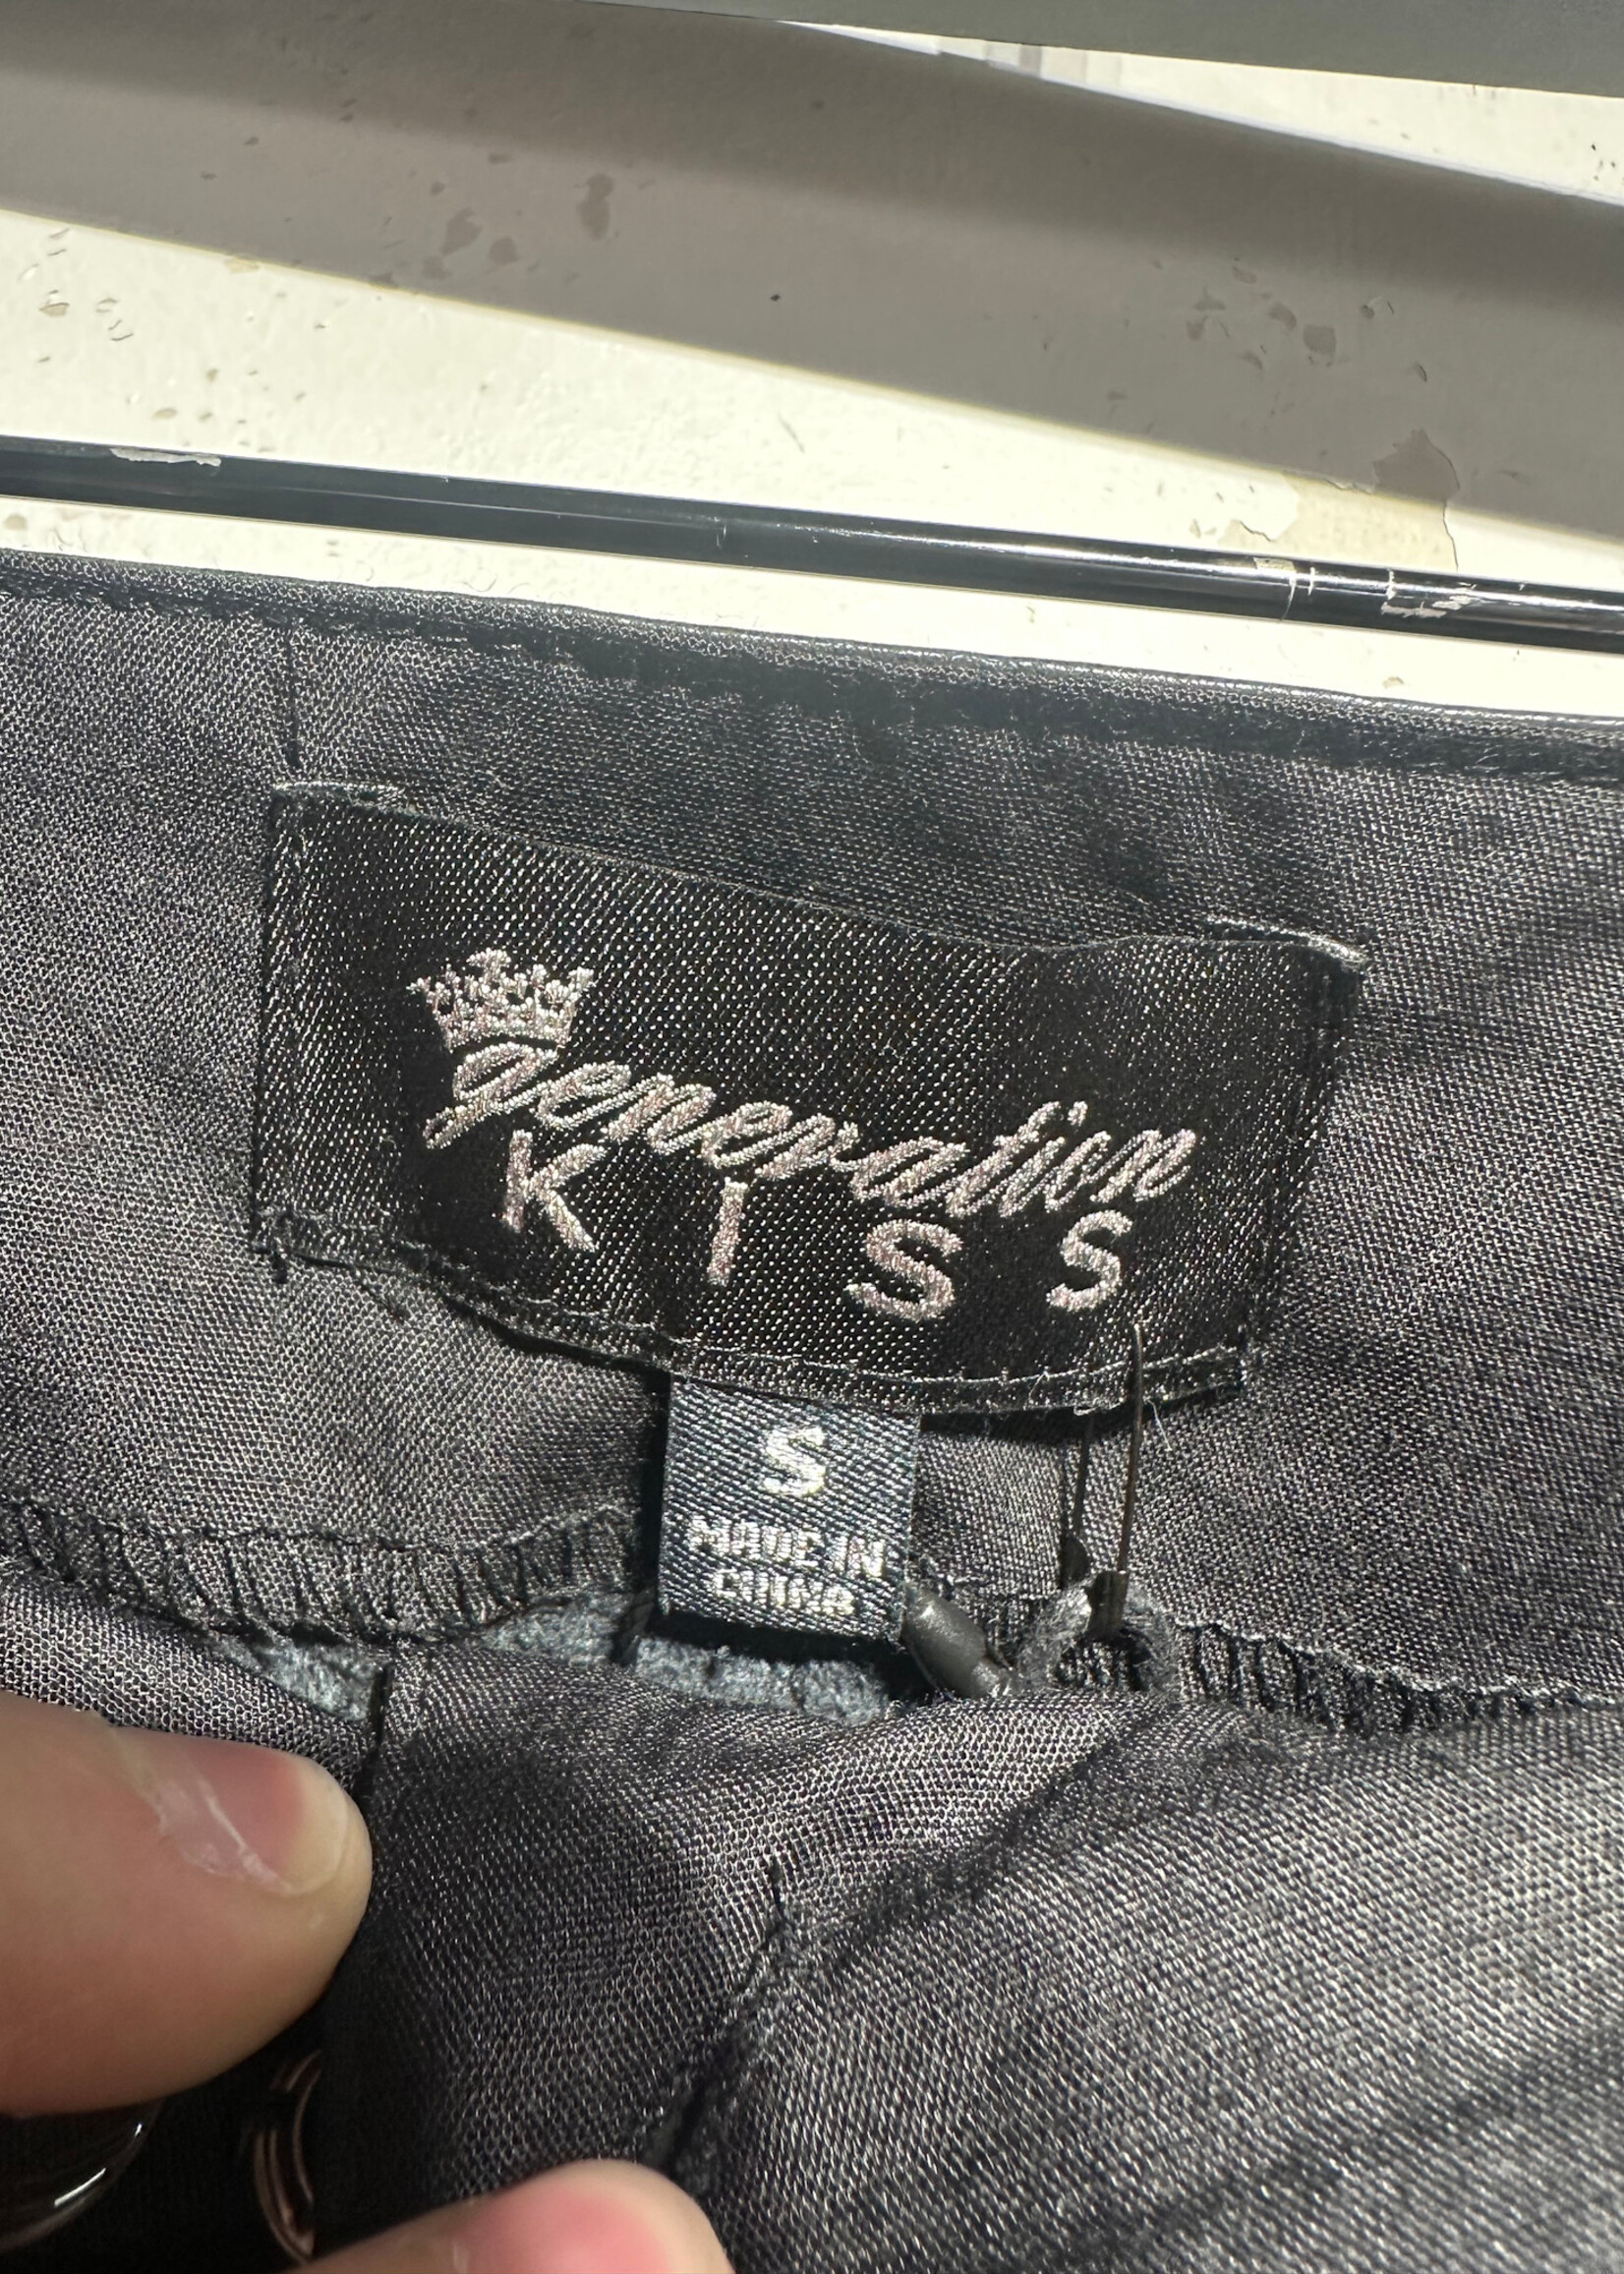 generation
KISS
S
MADE IN
CHINA